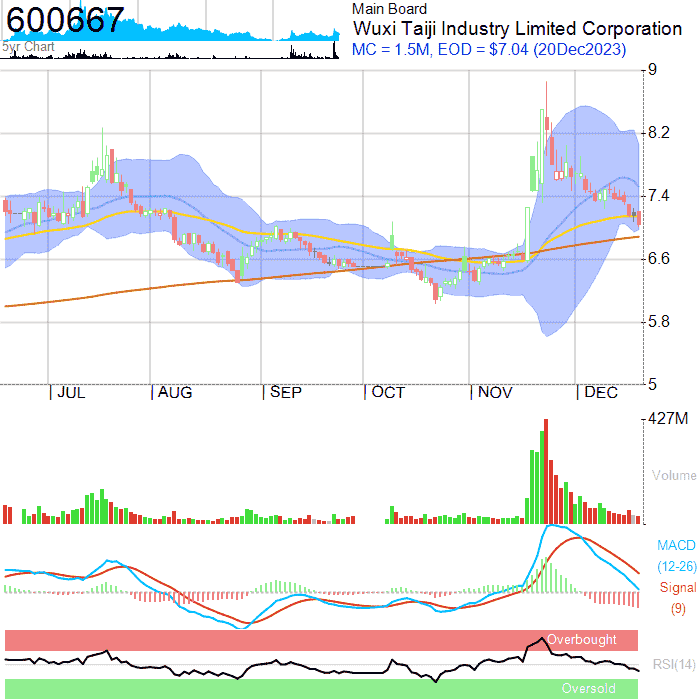 600667
5yr Chart
Main Board
Wuxi Taiji Industry Limited Corporation
MC = 1.5M, EOD = $7.04 (20Dec2023)
9
8.2
7.4
6.6
5.8
5
JUL AUG SEP OCT NOV DEC
427M
Volume
MACD
(12-26)
Signal
(9)
Overbought
RSI(14)
Oversold